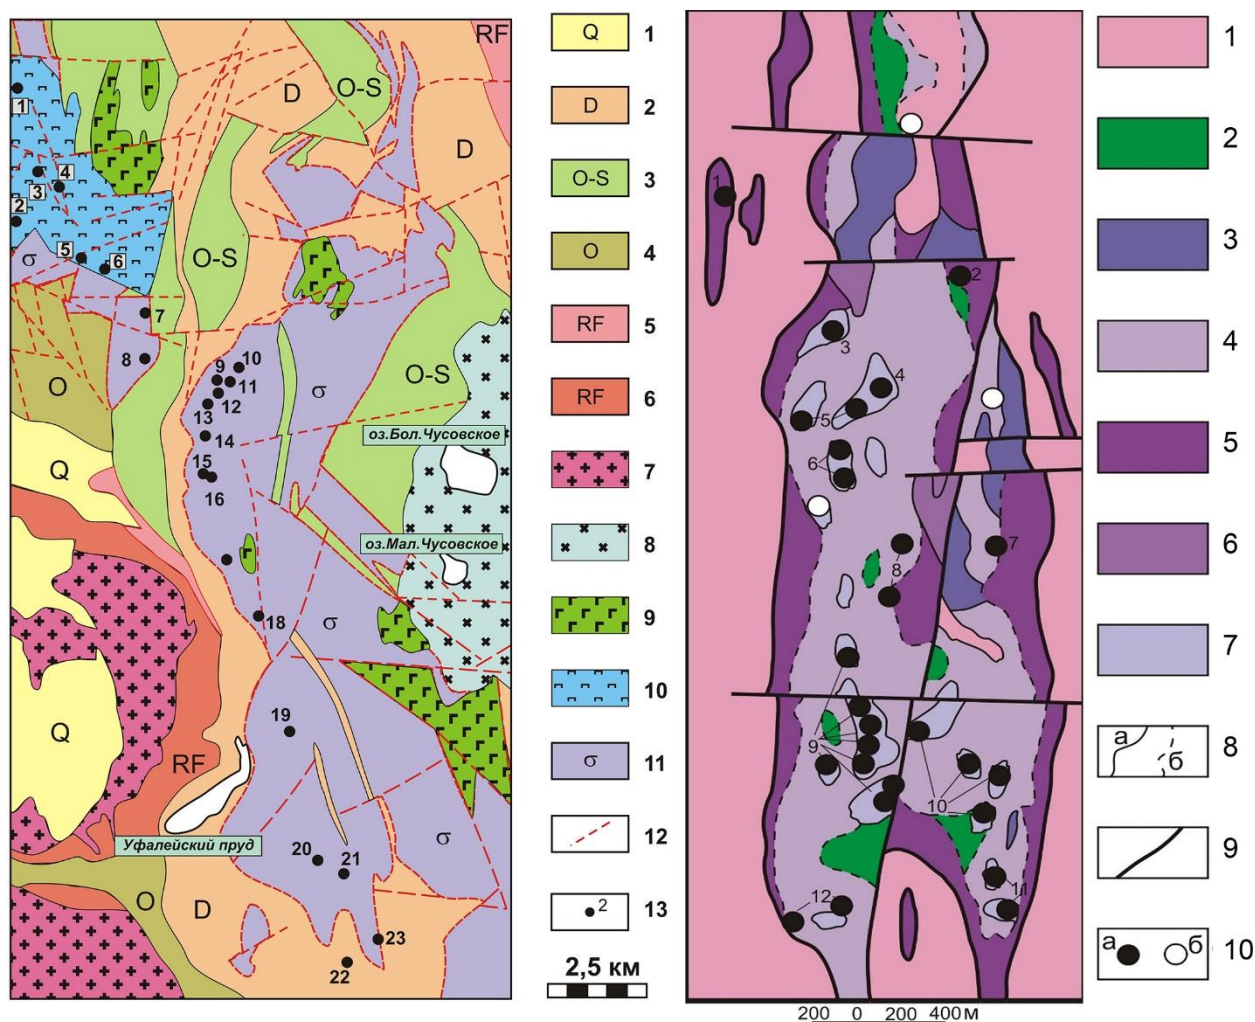 RF
Q
1
O-S
D
D
D
2
1
4
3
2
O-S
3
5
6
σ
O-S
O
4
7
8
10
9
11
12
13
14
15
16
O
σ
O-S
RF
5
оз.Бол.Чусовское
RF
6
Q
7
оз.Мал.Чусовское
8
18
σ
9
19
10
Q
RF
σ
11
Уфалейский пруд
20
21
σ
12
O
D
22
23
2
13
2,5 км
1
1
2
2
3
3
4
5
6
4
7
8
5
9
6
10
7
11
12
а
б
8
9
а
б
10
200 0 200 400 м